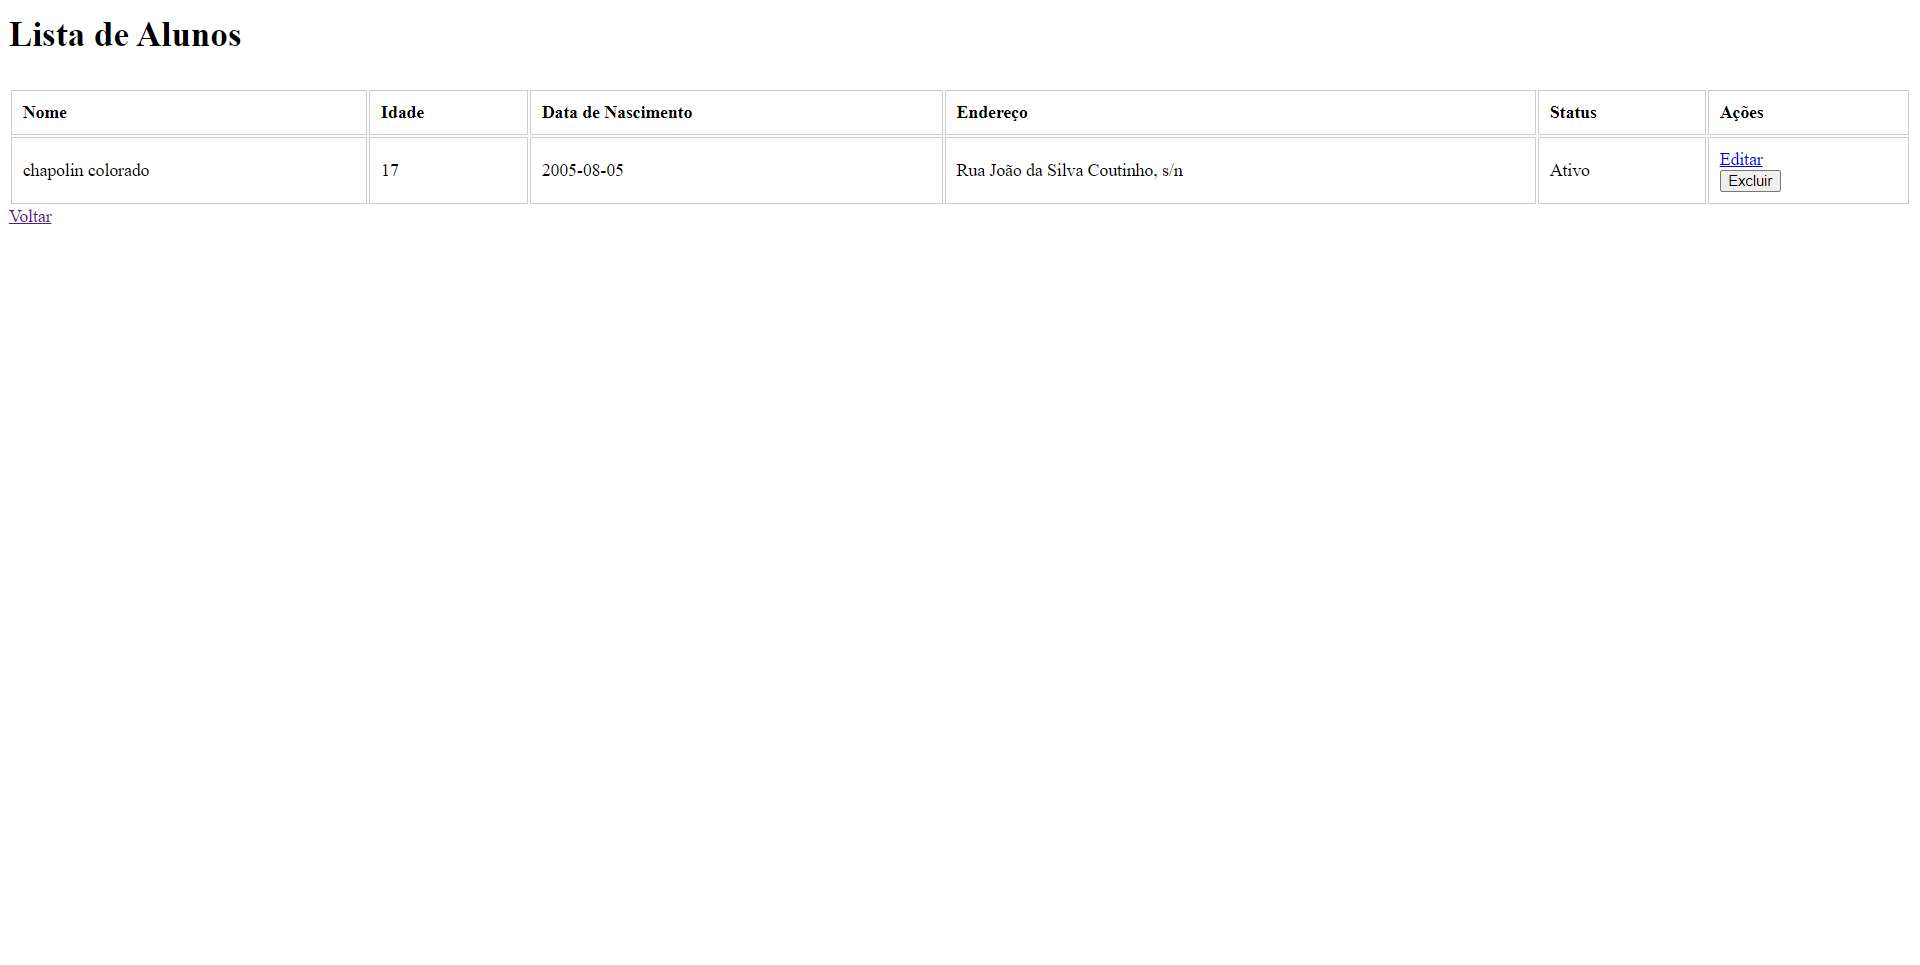 Lista de Alunos
Nome Idade Data de Nascimento Endereço Status Ações
chapolin colorado 17 2005-08-05 Rua João da Silva Coutinho, s/n Ativo Editar
Excluir
Voltar